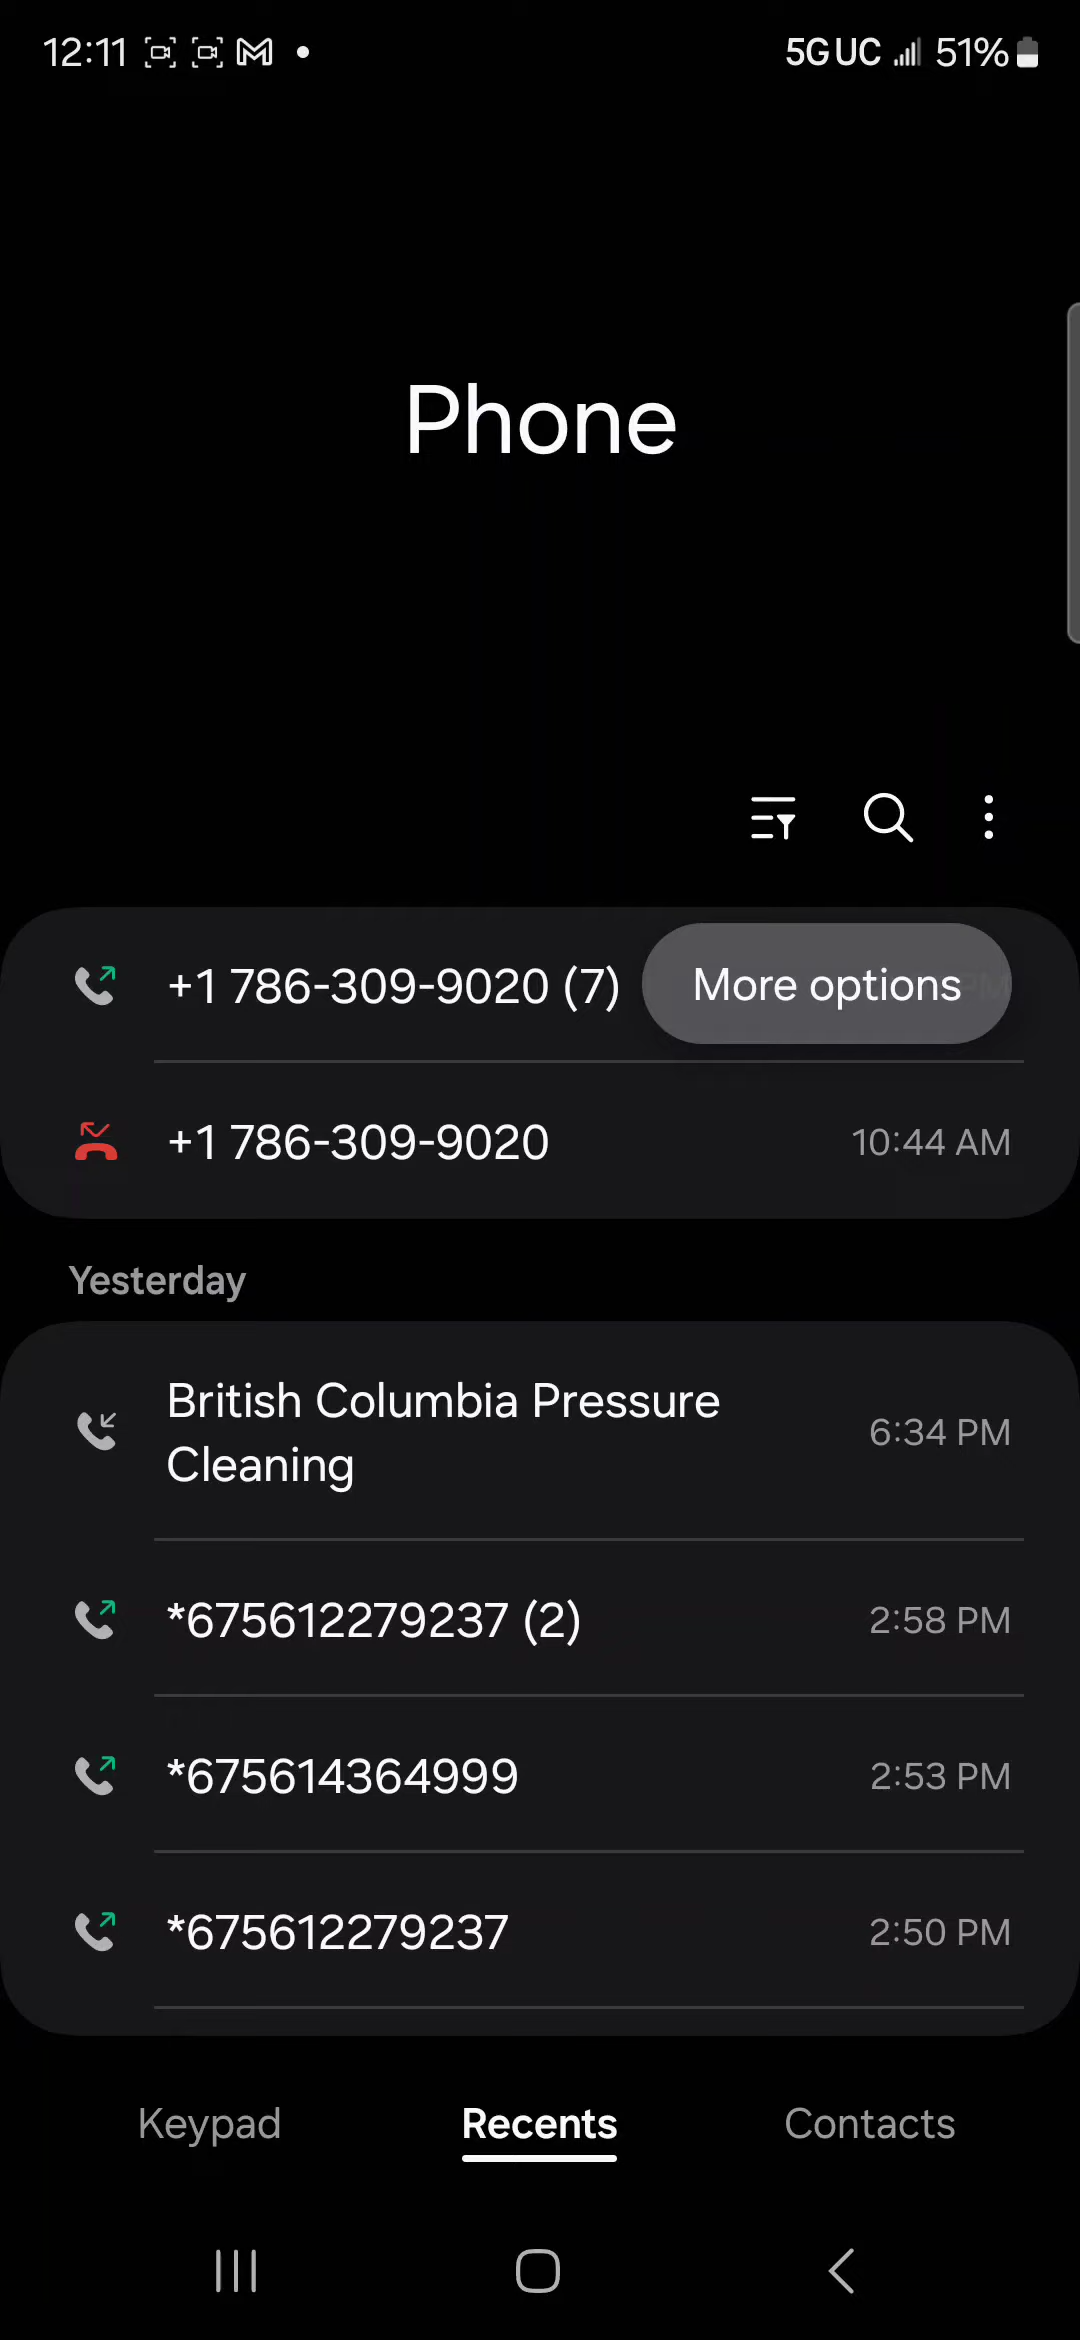 12:11 5G UC 51%
Phone
+1 786-309-9020 (7) More options
+1 786-309-9020 10:44 AM
Yesterday
British Columbia Pressure
Cleaning
6:34 PM
*675612279237 (2) 2:58 PM
*675614364999 2:53 PM
*675612279237 2:50 PM
Keypad Recents Contacts